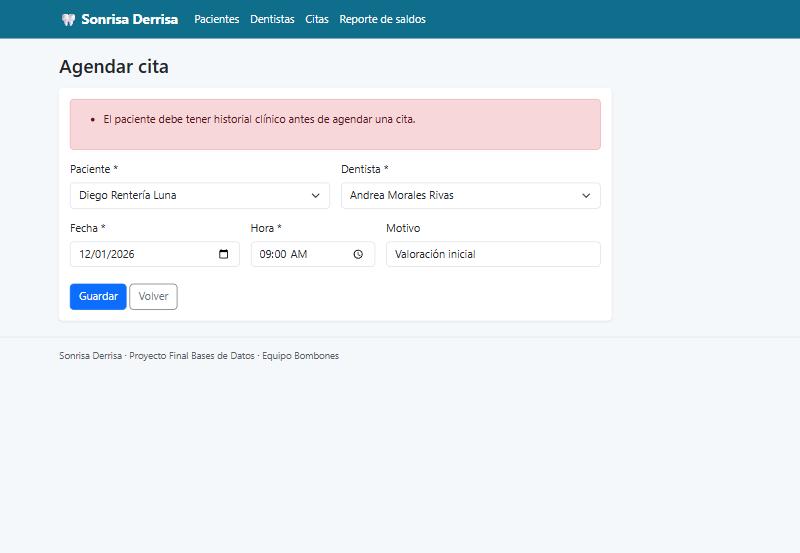 Sonrisa Derrisa Pacientes Dentistas Citas Reporte de saldos
Agendar cita
• El paciente debe tener historial clínico antes de agendar una cita.
Paciente * Dentista *
Diego Rentería Luna Andrea Morales Rivas
Fecha * Hora * Motivo
12/01/2026 09:00 AM Valoración inicial
Guardar Volver
Sonrisa Derrisa · Proyecto Final Bases de Datos · Equipo Bombones